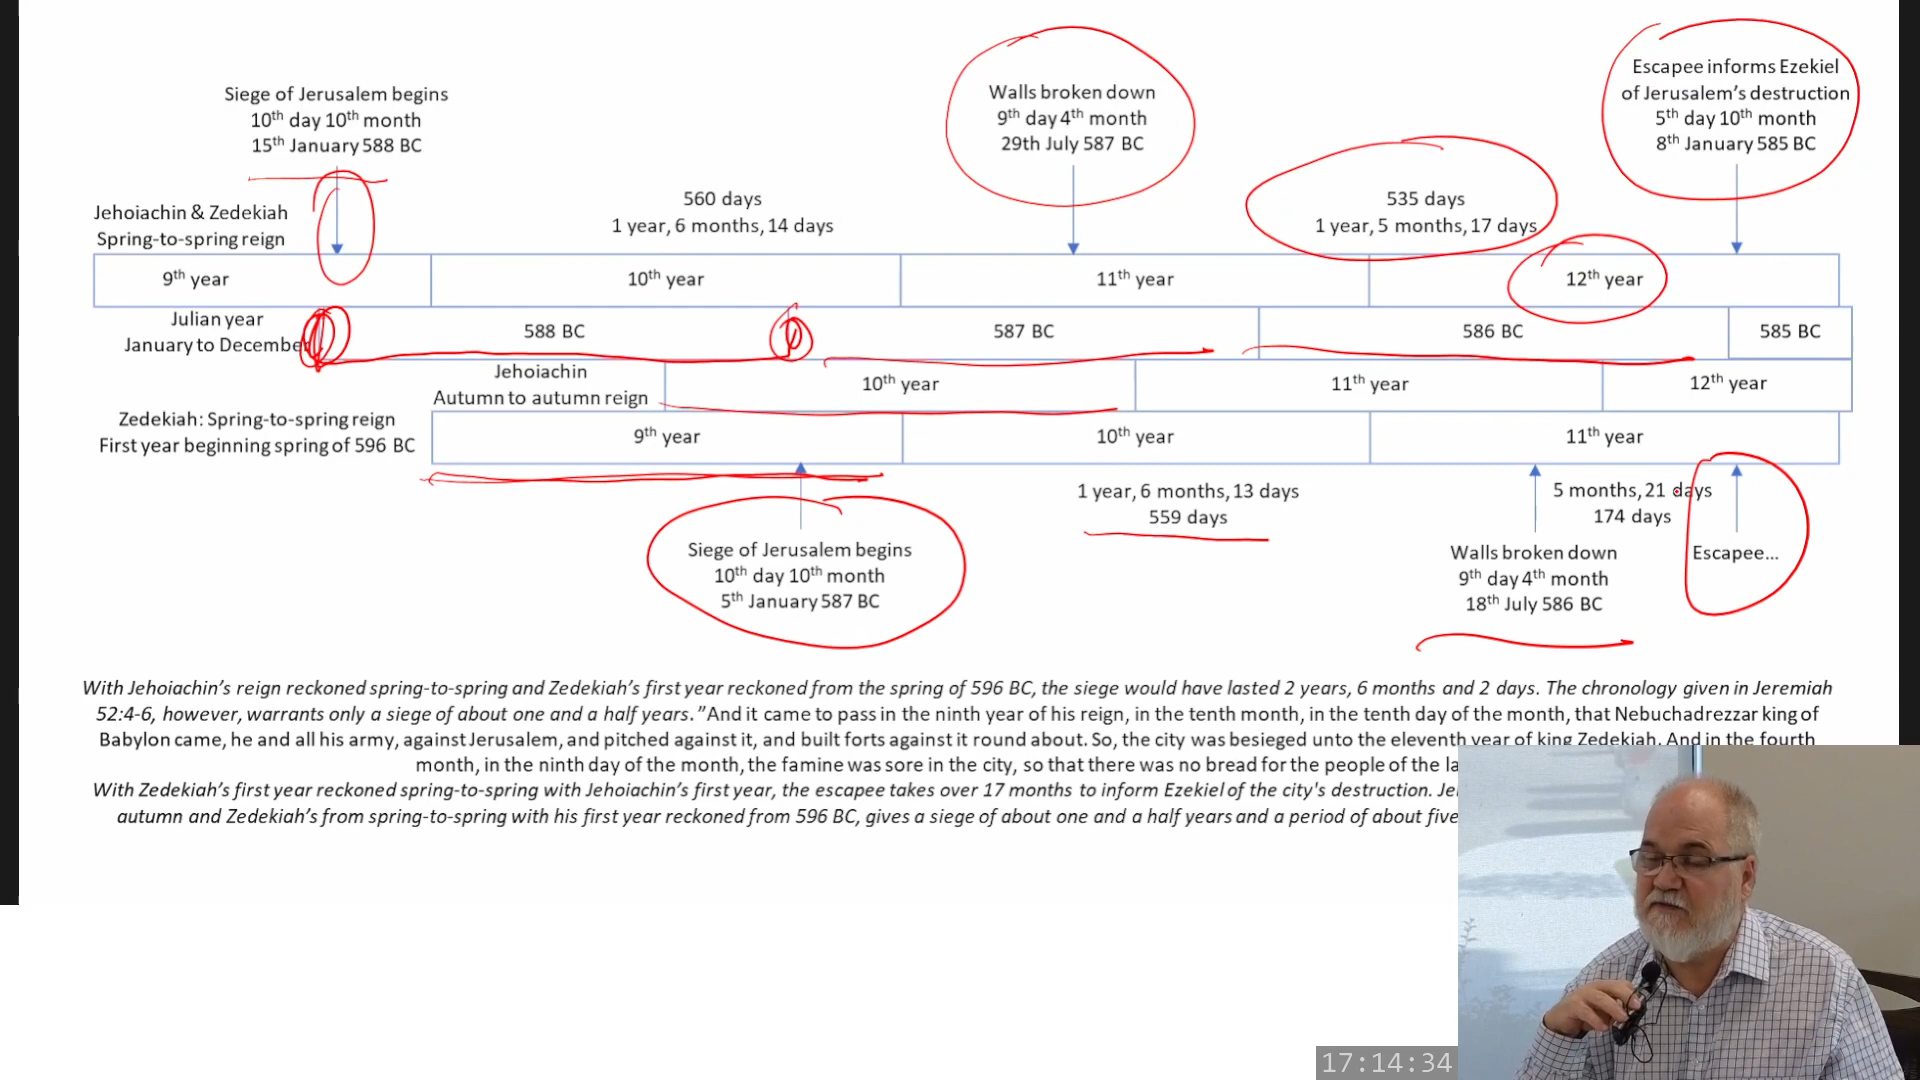 Siege of Jerusalem begins
10th day 10th month
15th January 588 BC
Walls broken down
9th day 4th month
29th July 587 BC
Escapee informs Ezekiel
of Jerusalem's destruction
5th day 10th month
8th January 585 BC
Jehoiachin & Zedekiah
Spring-to-spring reign
560 days
1 year, 6 months, 14 days
535 days
1 year, 5 months, 17 days
9th year
10th year
11th year
12th year
Julian year
January to December
588 BC
587 BC
586 BC
585 BC
Jehoiachin
Autumn to autumn reign
10th year
11th year
12th year
Zedekiah: Spring-to-spring reign
First year beginning spring of 596 BC
9th year
10th year
11th year
1 year, 6 months, 13 days
559 days
5 months, 21 days
174 days
Siege of Jerusalem begins
10th day 10th month
5th January 587 BC
Walls broken down
9th day 4th month
18th July 586 BC
Escapee...
With Jehoiachin's reign reckoned spring-to-spring and Zedekiah's first year reckoned from the spring of 596 BC, the siege would have lasted 2 years, 6 months and 2 days. The chronology given in Jeremiah
52:4-6, however, warrants only a siege of about one and a half years. "And it came to pass in the ninth year of his reign, in the tenth month, in the tenth day of the month, that Nebuchadrezzar king of
Babylon came, he and all his army, against Jerusalem, and pitched against it, and built forts against it round about. So, the city was besieged unto the eleventh year of king Zedekiah. And in the fourth
month, in the ninth day of the month, the famine was sore in the city, so that there was no bread for the people of the la
With Zedekiah's first year reckoned spring-to-spring with Jehoiachin's first year, the escapee takes over 17 months to inform Ezekiel of the city's destruction. Je
autumn and Zedekiah's from spring-to-spring with his first year reckoned from 596 BC, gives a siege of about one and a half years and a period of about five
17:14:34